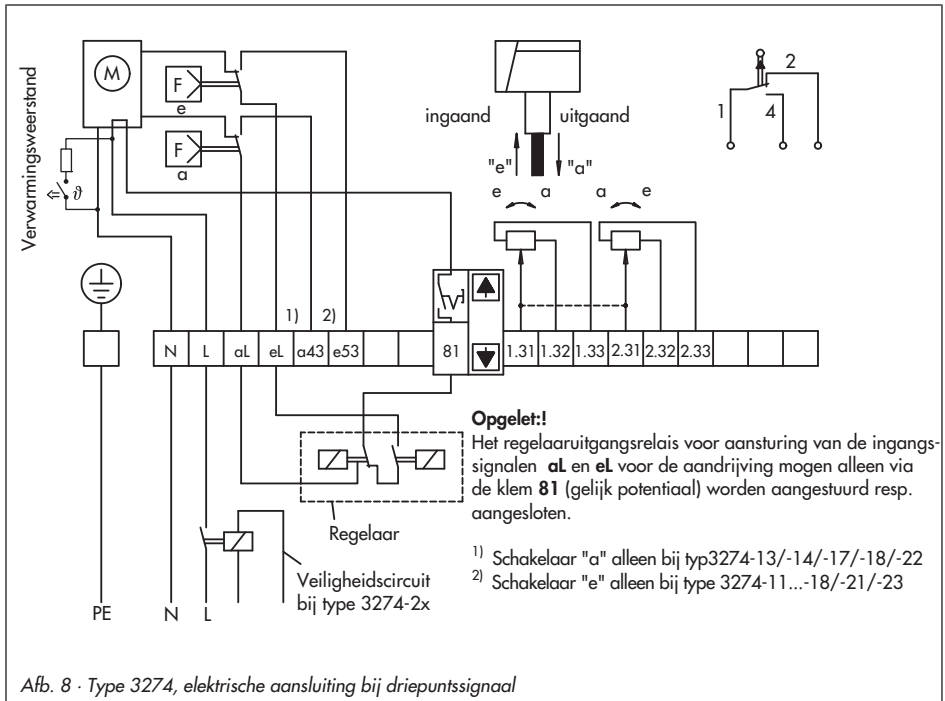 Verwarmingsweerstand
M
F
e
F
a
ϑ
ingaand
uitgaand
"e"
"a"
1
2
4
e a
a e
1) 2)
N L aL eL a43 e53 81 1.31 1.32 1.33 2.31 2.32 2.33
Regelaar
Veiligheidscircuit
bij type 3274-2x
PE N L
Opgelet:!
Het regelaaruitgangsrelais voor aansturing van de ingangs-
signalen aL en eL voor de aandrijving mogen alleen via
de klem 81 (gelijk potentiaal) worden aangestuurd resp.
aangesloten.
1) Schakelaar "a" alleen bij typ3274-13/-14/-17/-18/-22
2) Schakelaar "e" alleen bij type 3274-11...-18/-21/-23
Afb. 8 · Type 3274, elektrische aansluiting bij driepuntssignaal